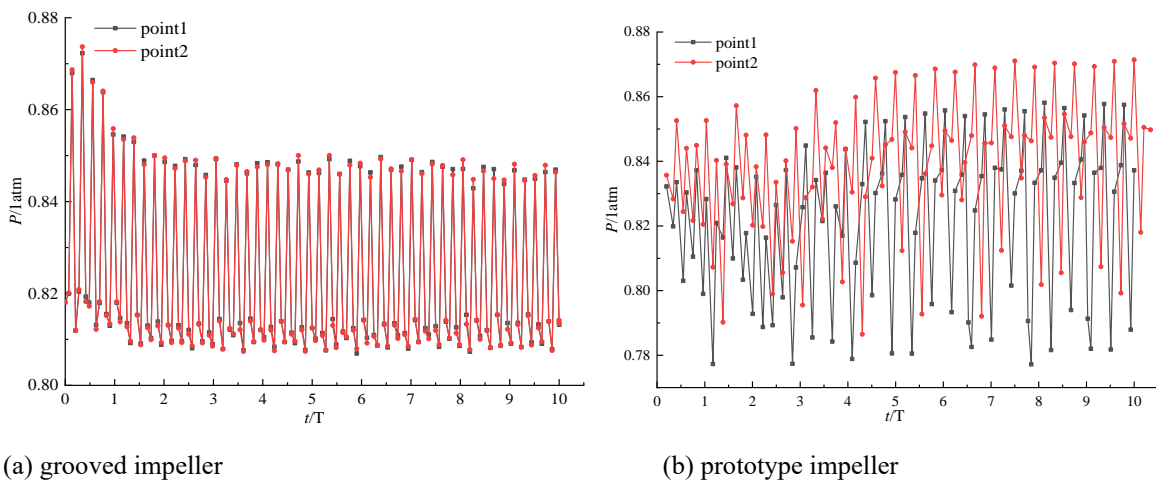 0.88
0.86
0.84
0.82
0.80
P/1atm
point1
point2
0 1 2 3 4 5 6 7 8 9 10
t/T
0.88
0.86
0.84
0.82
0.80
0.78
P/1atm
point1
point2
0 1 2 3 4 5 6 7 8 9 10
t/T
(a) grooved impeller
(b) prototype impeller